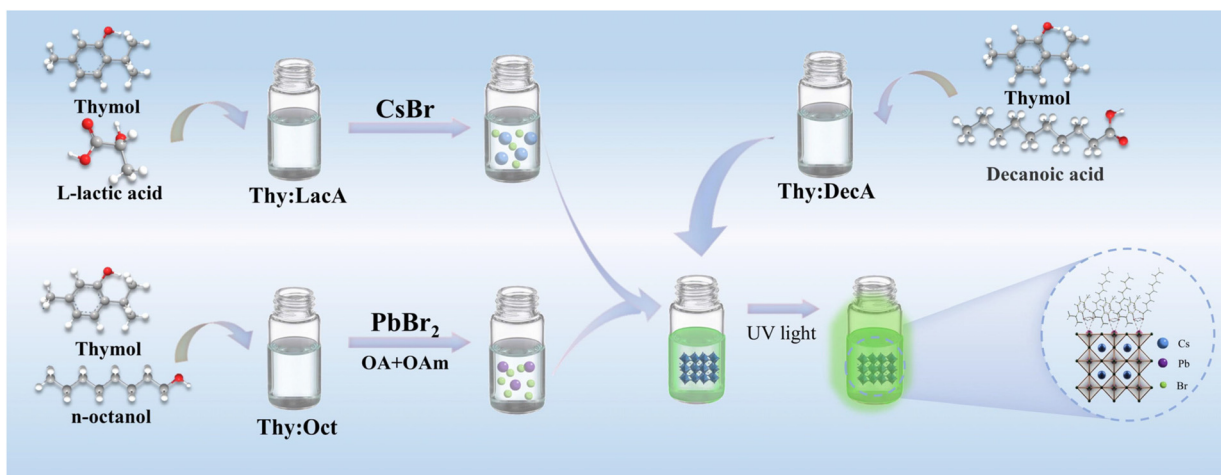 Thymol
L-lactic acid
Thy:LacA
CsBr
Thy:DecA
Thymol
Decanoic acid
Thymol
n-octanol
Thy:Oct
PbBr₂
OA+OAm
UV light
Cs
Pb
Br